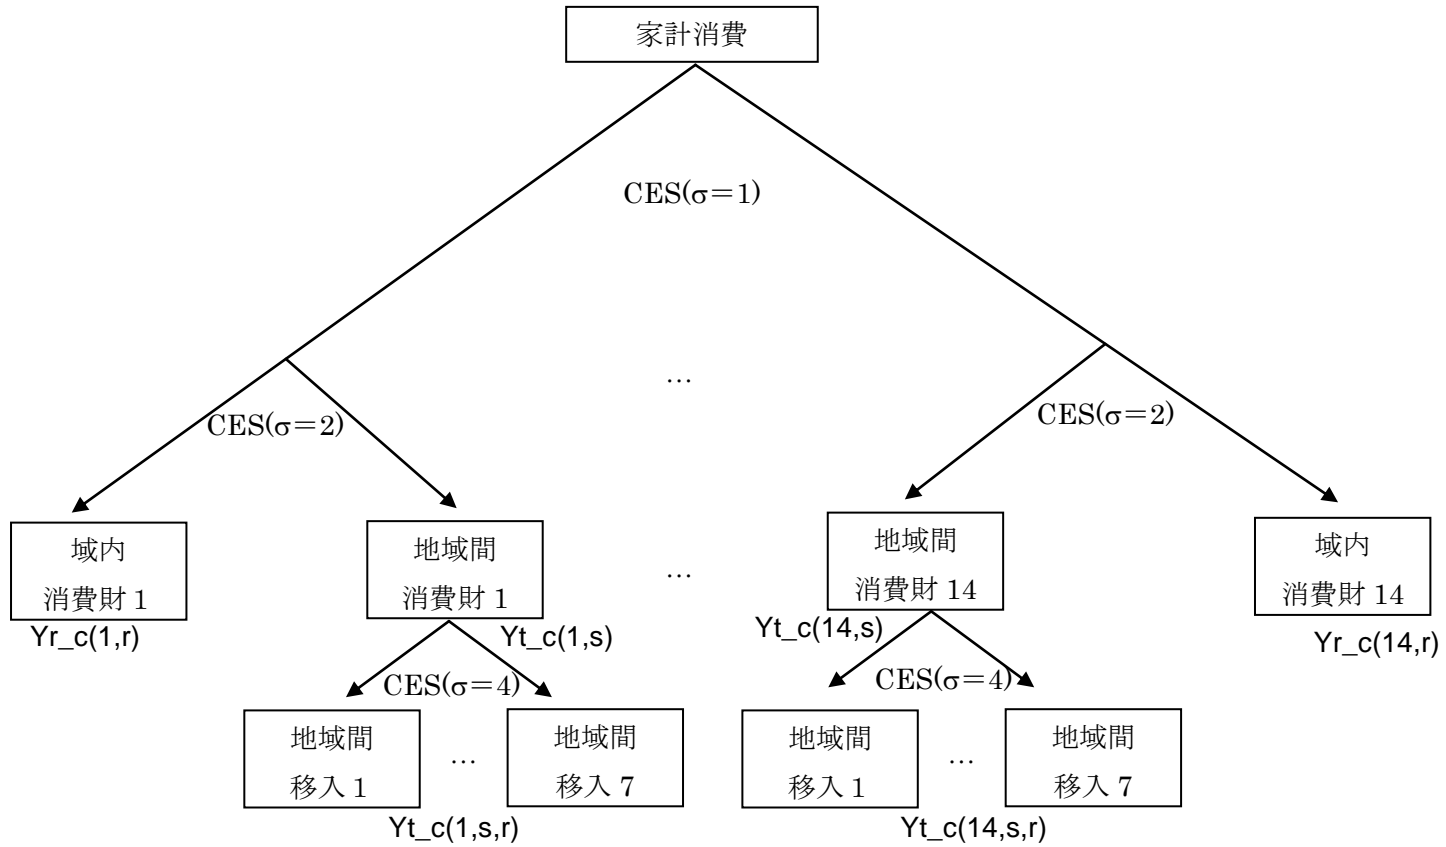 家計消費
CES(σ＝1)
…
CES(σ＝2)
CES(σ＝2)
域内
消費財 1
地域間
消費財 1
…
地域間
消費財 14
域内
消費財 14
Yr_c(1,r)
Yt_c(1,s)
Yt_c(14,s)
Yr_c(14,r)
CES(σ＝4)
CES(σ＝4)
地域間
移入 1
…
地域間
移入 7
地域間
移入 1
…
地域間
移入 7
Yt_c(1,s,r)
Yt_c(14,s,r)